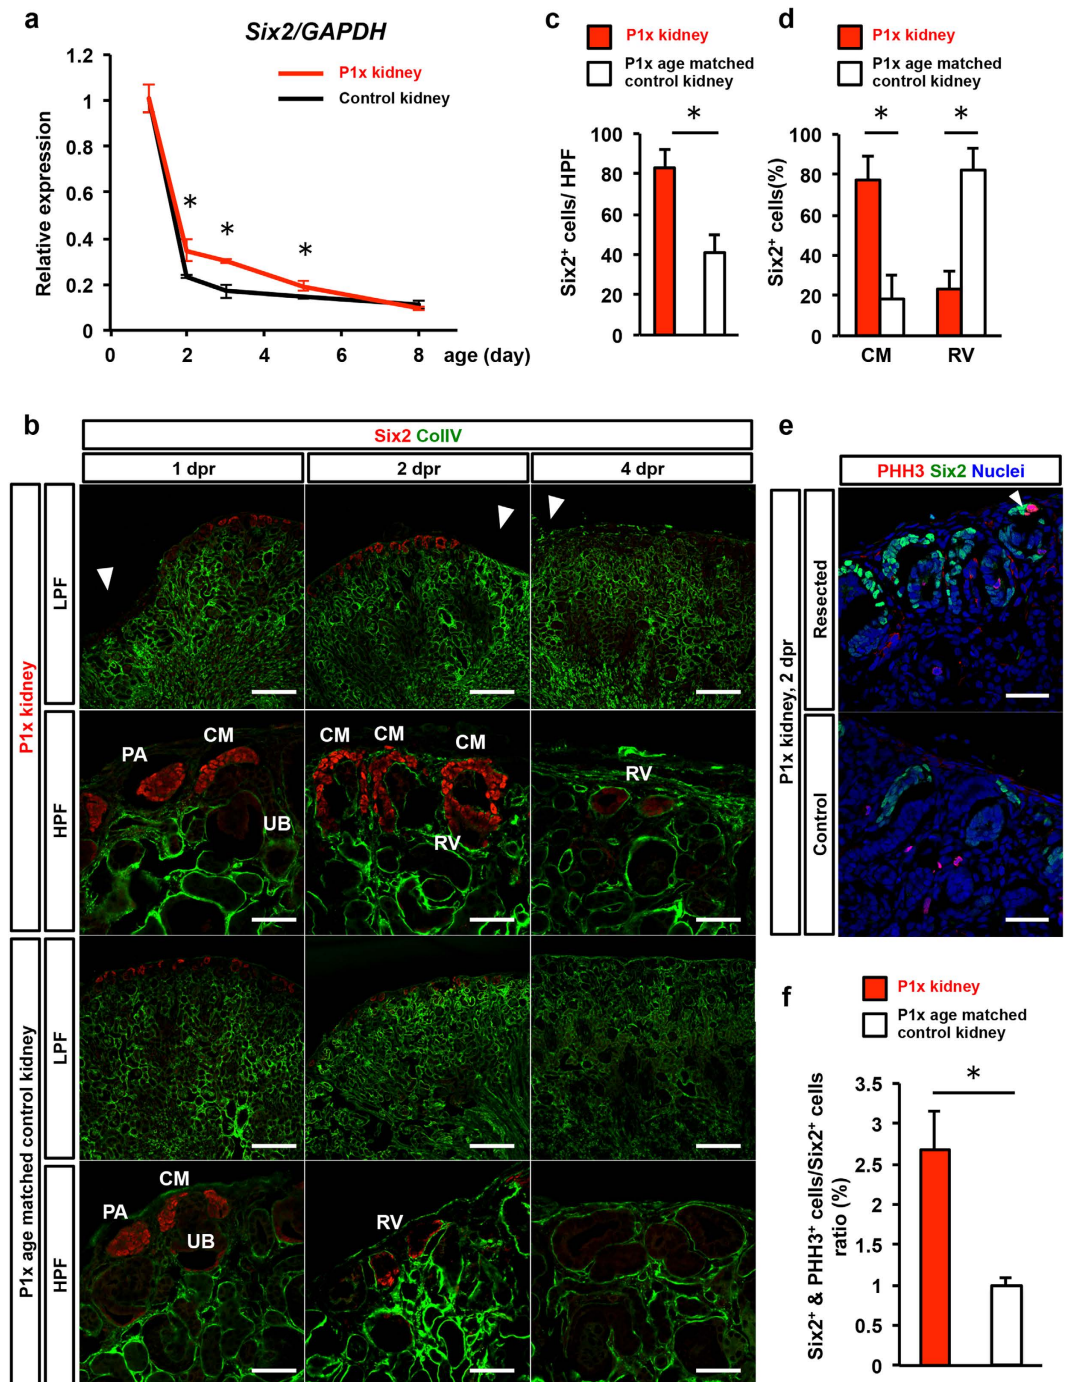 a
Six2/GAPDH
P1x kidney
Control kidney
Relative expression
1.2
1
0.8
0.6
0.4
0.2
0
0 2 4 6 8 age (day)
*
*
*
c
P1x kidney
P1x age matched
control kidney
*
Six2⁺ cells/ HPF
100
80
60
40
20
0
d
P1x kidney
P1x age matched
control kidney
* *
Six2⁺ cells(%)
100
80
60
40
20
0
CM RV
b
Six2 CollV
1 dpr 2 dpr 4 dpr
P1x kidney
LPF
HPF
PA CM UB
CM CM CM RV
RV
P1x age matched control kidney
LPF
HPF
PA CM UB
RV
e
PHH3 Six2 Nuclei
P1x kidney, 2 dpr
Resected
Control
f
P1x kidney
P1x age matched
control kidney
*
Six2⁺ & PHH3⁺ cells/Six2⁺ cells
ratio (%)
3.5
3
2.5
2
1.5
1
0.5
0